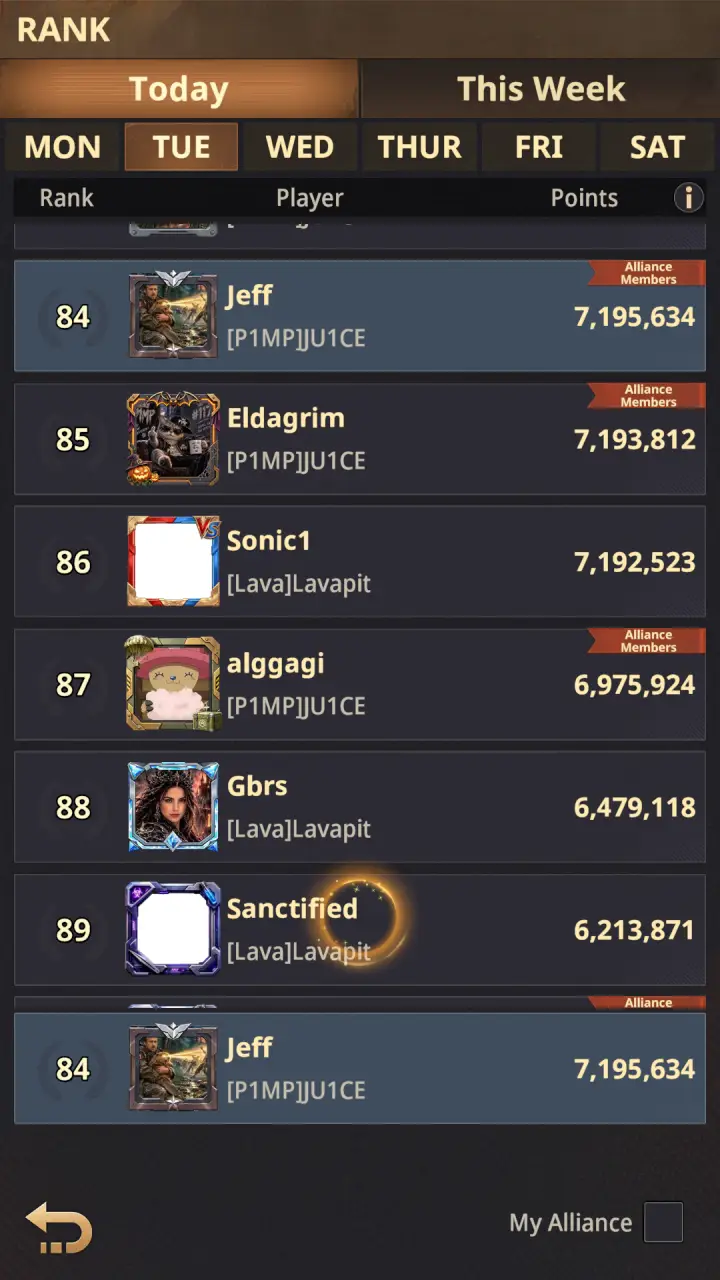 RANK
Today
This Week
MON
TUE
WED
THUR
FRI
SAT
Rank
Player
Points
84
Jeff
[P1MP]JU1CE
Alliance
Members
7,195,634
85
Eldagrim
[P1MP]JU1CE
Alliance
Members
7,193,812
86
VS
Sonic1
[Lava]Lavapit
7,192,523
87
alggagi
[P1MP]JU1CE
Alliance
Members
6,975,924
88
Gbrs
[Lava]Lavapit
6,479,118
89
Sanctified
[Lava]Lavapit
6,213,871
Alliance
84
Jeff
[P1MP]JU1CE
7,195,634
My Alliance